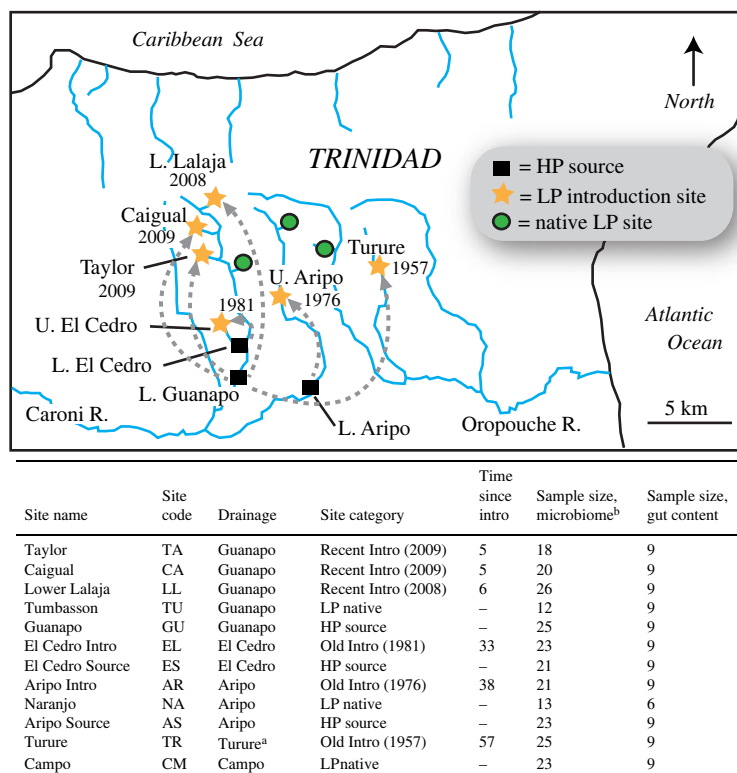 Caribbean Sea
North
TRINIDAD
L. Lalaja
2008
Caigual
2009
Taylor
2009
1981
U. El Cedro
L. El Cedro
L. Guanapo
Caroni R.
U. Aripo
1976
Turure
1957
L. Aripo
Oropouche R.
Atlantic
Ocean
5 km
= HP source
= LP introduction site
= native LP site
Site name Site code Drainage Site category Time since intro Sample size, microbiomeᵇ Sample size, gut content
Taylor TA Guanapo Recent Intro (2009) 5 18 9
Caigual CA Guanapo Recent Intro (2009) 5 20 9
Lower Lalaja LL Guanapo Recent Intro (2008) 6 26 9
Tumbasson TU Guanapo LP native – 12 9
Guanapo GU Guanapo HP source – 25 9
El Cedro Intro EL El Cedro Old Intro (1981) 33 23 9
El Cedro Source ES El Cedro HP source – 21 9
Aripo Intro AR Aripo Old Intro (1976) 38 21 9
Naranjo NA Aripo LP native – 13 6
Aripo Source AS Aripo HP source – 23 9
Turure TR Turureᵃ Old Intro (1957) 57 25 9
Campo CM Campo LPnative – 23 9